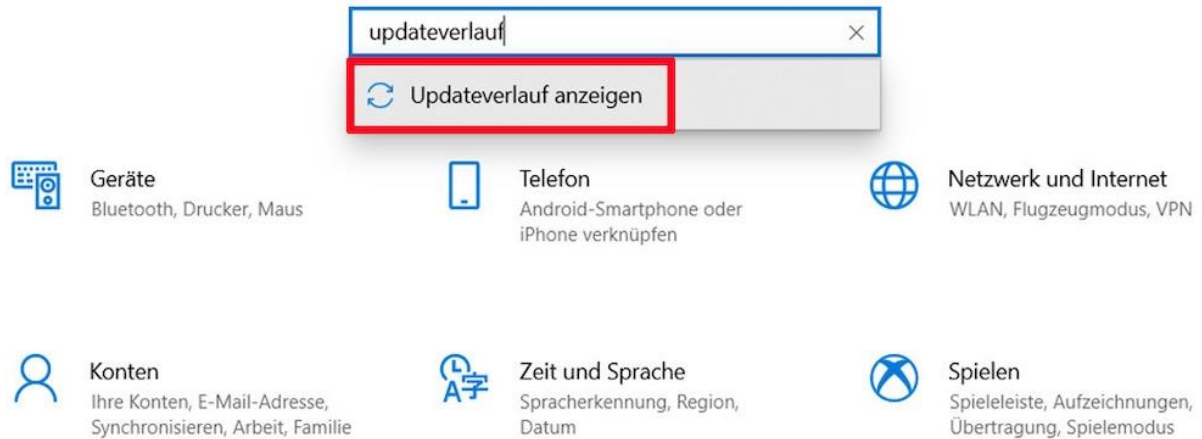 updateverlauf
Updateverlauf anzeigen
Geräte
Bluetooth, Drucker, Maus
Telefon
Android-Smartphone oder
iPhone verknüpfen
Netzwerk und Internet
WLAN, Flugzeugmodus, VPN
Konten
Ihre Konten, E-Mail-Adresse,
Synchronisieren, Arbeit, Familie
Zeit und Sprache
Spracherkennung, Region,
Datum
Spielen
Spieleleiste, Aufzeichnungen,
Übertragung, Spielemodus